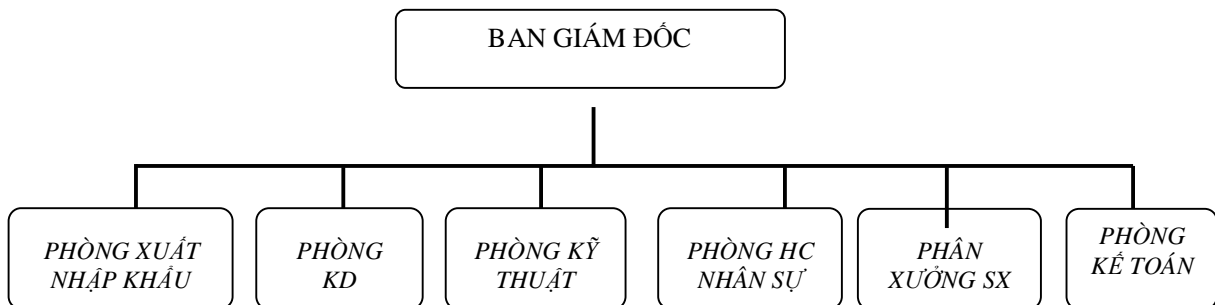 BAN GIÁM ĐỐC
PHÒNG XUẤT
NHẬP KHẨU
PHÒNG
KD
PHÒNG KỸ
THUẬT
PHÒNG HC
NHÂN SỰ
PHÂN
XƯỞNG SX
PHÒNG
KẾ TOÁN